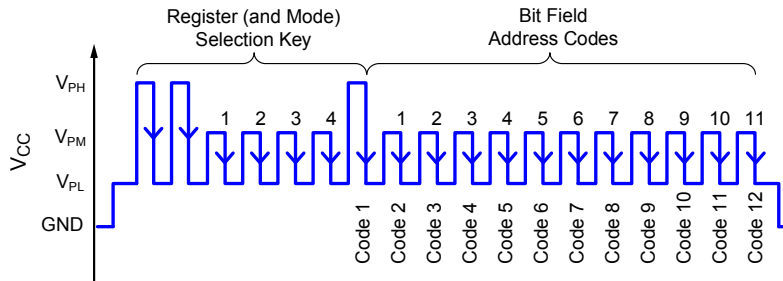 Register (and Mode)
Selection Key
Bit Field
Address Codes
V_PH
V_PM
V_PL
GND
V_CC
1 2 3 4 1 2 3 4 5 6 7 8 9 10 11
Code 1
Code 2
Code 3
Code 4
Code 5
Code 6
Code 7
Code 8
Code 9
Code 10
Code 11
Code 12